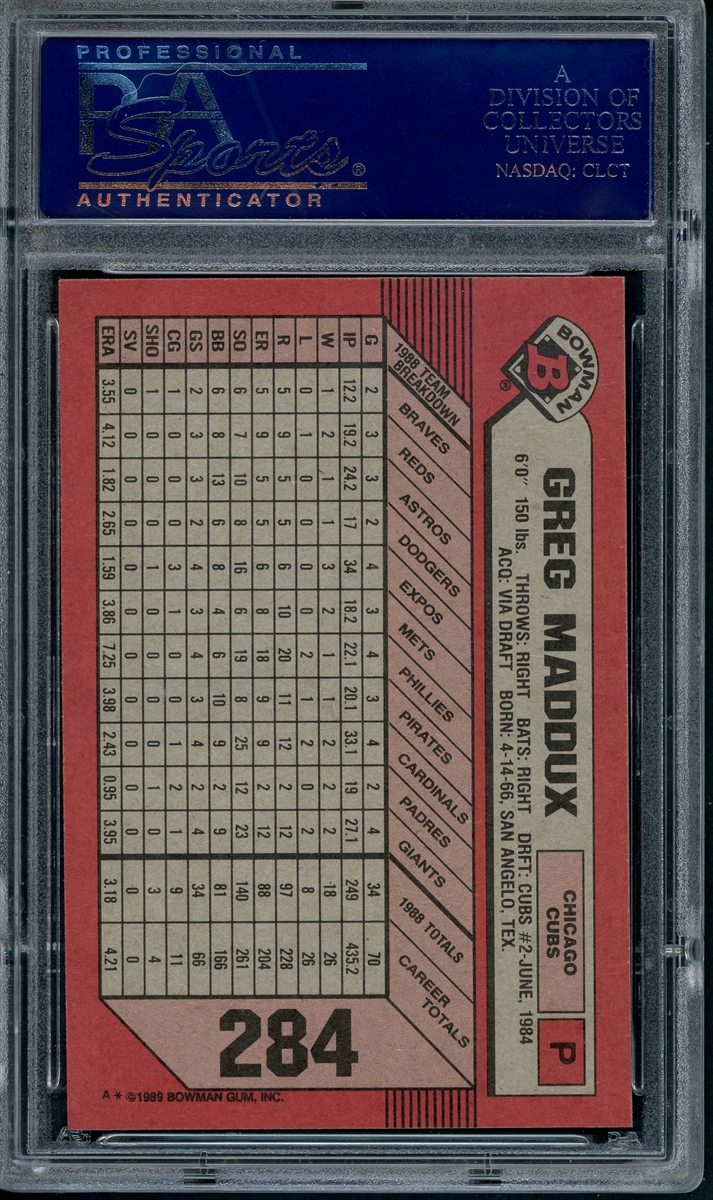 PROFESSIONAL
PSA
Sports®
AUTHENTICATOR
A
DIVISION OF
COLLECTORS
UNIVERSE
NASDAQ: CLCT
BOWMAN
B
®
GREG MADDUX
CHICAGO
CUBS
P
6'0" 150 lbs. THROWS: RIGHT BATS: RIGHT DRFT: CUBS #2-JUNE, 1984
ACQ: VIA DRAFT BORN: 4-14-66, SAN ANGELO, TEX.
1988 TEAM
BREAKDOWN
BRAVES
REDS
ASTROS
DODGERS
EXPOS
METS
PHILLIES
PIRATES
CARDINALS
PADRES
GIANTS
1988 TOTALS
CAREER
TOTALS
G 2 3 3 2 4 3 4 3 4 2 4 34 70
IP 12.2 19.2 24.2 17 34 18.2 22.1 20.1 33.1 19 27.1 249 435.2
W 1 2 1 1 3 2 1 1 2 2 2 18 26
L 0 1 0 0 0 0 2 1 2 0 2 8 26
R 5 9 5 5 6 10 20 11 12 2 12 97 228
ER 5 9 5 5 6 8 18 9 9 2 12 88 204
SO 6 7 10 8 16 6 19 8 25 12 23 140 261
BB 6 8 13 6 8 4 6 10 9 2 9 81 166
GS 2 3 3 2 4 3 4 3 4 2 4 34 66
CG 1 0 0 0 3 1 0 0 1 2 1 9 11
SHO 1 0 0 0 1 0 0 0 0 1 0 3 4
SV 0 0 0 0 0 0 0 0 0 0 0 0 0
ERA 3.55 4.12 1.82 2.65 1.59 3.86 7.25 3.98 2.43 0.95 3.95 3.18 4.21
284
A * ©1989 BOWMAN GUM, INC.
PSA